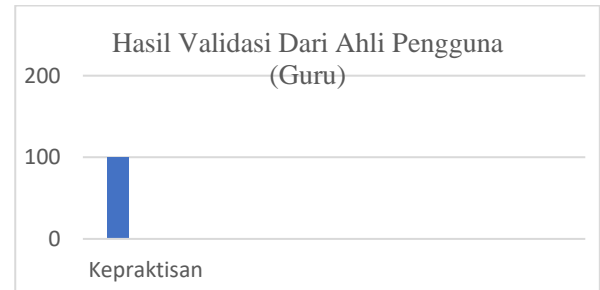 Hasil Validasi Dari Ahli Pengguna
(Guru)
200
100
0
Kepraktisan